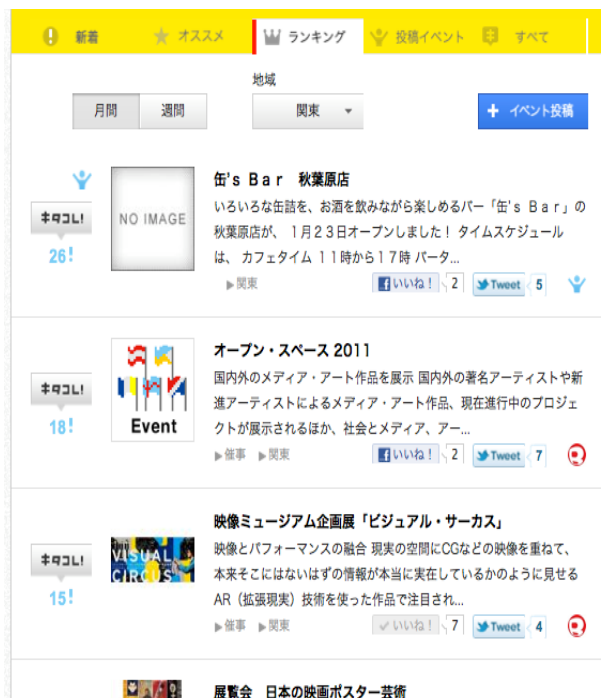 新着 オススメ ランキング 投稿イベント すべて
地域
月間 週間 関東 イベント投稿
缶's Bar 秋葉原店
いろいろな缶詰を、お酒を飲みながら楽しめるバー「缶's Bar」の
秋葉原店が、 1月23日オープンしました! タイムスケジュール
は、 カフェタイム 11時から17時 バータ...
キタコレ!
26!
NO IMAGE
関東 いいね! 2 Tweet 5
オープン・スペース 2011
国内外のメディア・アート作品を展示 国内外の著名アーティストや新
進アーティストによるメディア・アート作品、現在進行中のプロジェ
クトが展示されるほか、社会とメディア、アー...
キタコレ!
18!
Event
催事 関東 いいね! 2 Tweet 7
映像ミュージアム企画展「ビジュアル・サーカス」
映像とパフォーマンスの融合 現実の空間にCGなどの映像を重ねて、
本来そこにはないはずの情報が本当に実在しているかのように見せる
AR(拡張現実)技術を使った作品で注目され...
キタコレ!
15!
VISUAL
CIRCUS
催事 関東 いいね! 7 Tweet 4
展覧会 日本の映画ポスター芸術